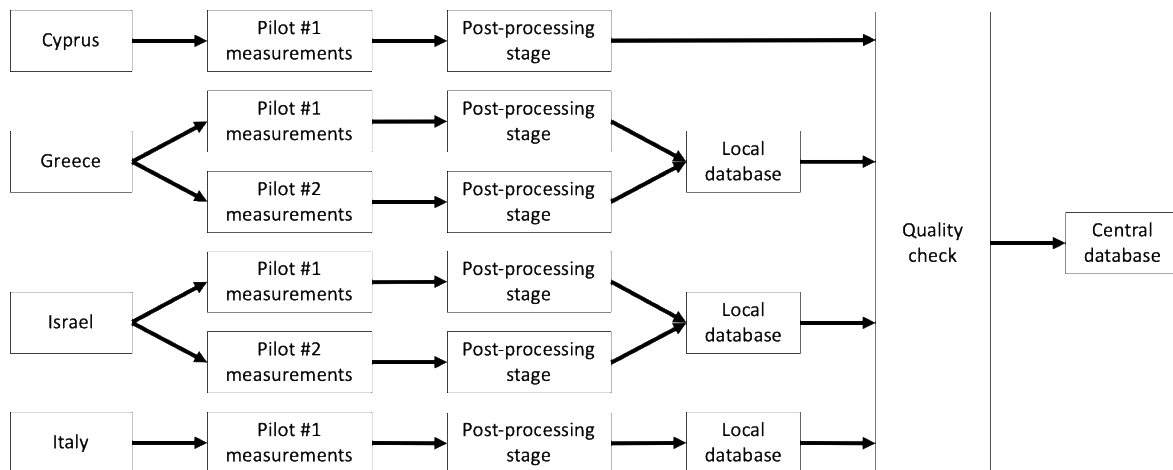 Cyprus
Pilot #1
measurements
Post-processing
stage
Greece
Pilot #1
measurements
Post-processing
stage
Pilot #2
measurements
Post-processing
stage
Local
database
Israel
Pilot #1
measurements
Post-processing
stage
Pilot #2
measurements
Post-processing
stage
Local
database
Italy
Pilot #1
measurements
Post-processing
stage
Local
database
Quality
check
Central
database